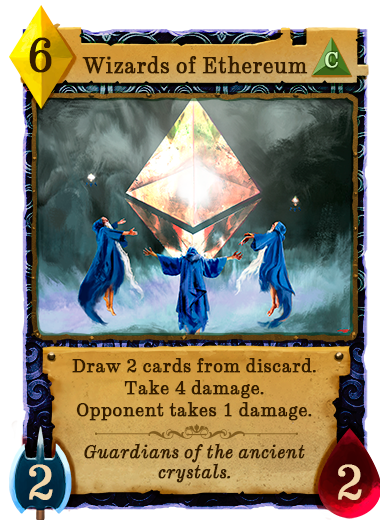 6
Wizards of Ethereum
C
Draw 2 cards from discard.
Take 4 damage.
Opponent takes 1 damage.
Guardians of the ancient
crystals.
2
2